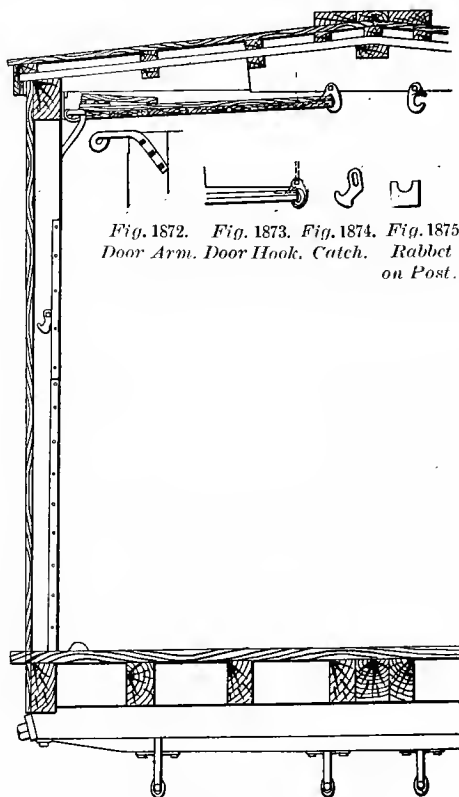 Fig. 1872. Fig. 1873. Fig. 1874. Fig. 1875
Door Arm. Door Hook. Catch. Rabbet
on Post.